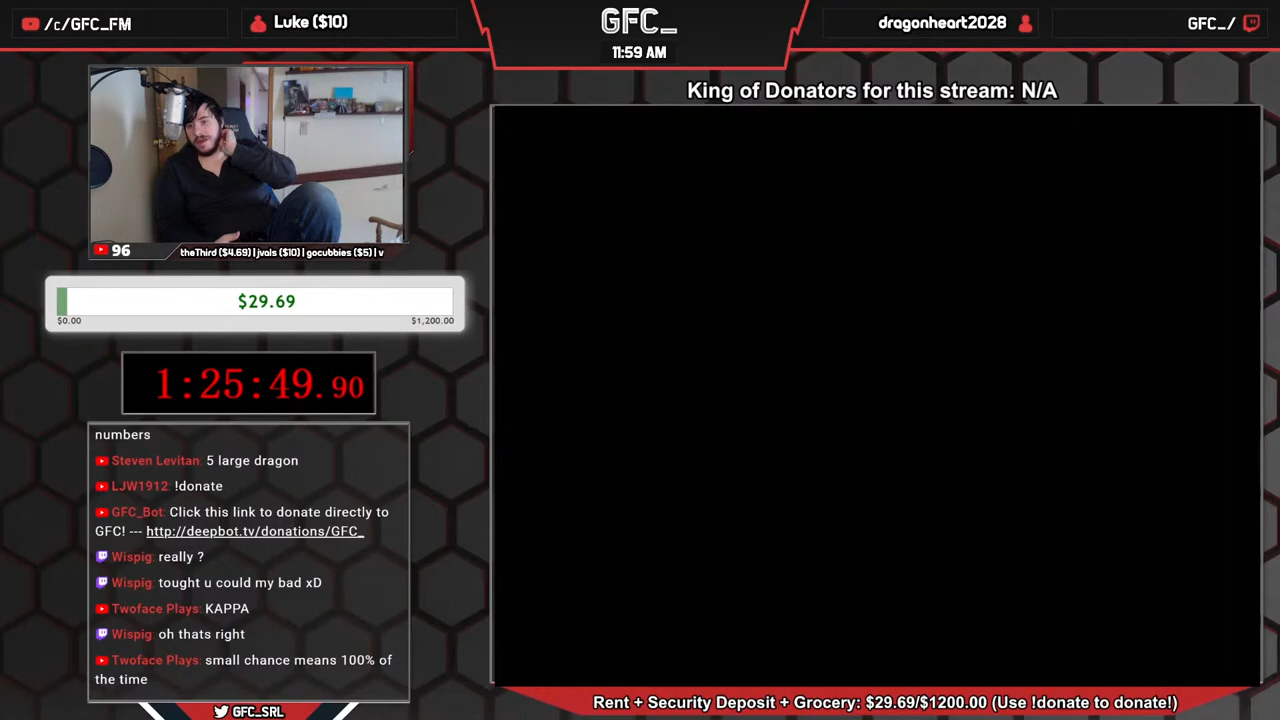 /c/GFC_FM
Luke ($10)
GFC_
11:59 AM
dragonheart2028
GFC_/
King of Donators for this stream: N/A
96
theThird ($4.69) | jvals ($10) | gocubbies ($5) | v
$29.69
$0.00
$1,200.00
1:25:49.90
numbers
Steven Levitan: 5 large dragon
LJW1912: !donate
GFC_Bot: Click this link to donate directly to
GFC! --- http://deepbot.tv/donations/GFC_
Wispig: really ?
Wispig: tought u could my bad xD
Twoface Plays: KAPPA
Wispig: oh thats right
Twoface Plays: small chance means 100% of
the time
GFC_SRL
Rent + Security Deposit + Grocery: $29.69/$1200.00 (Use !donate to donate!)